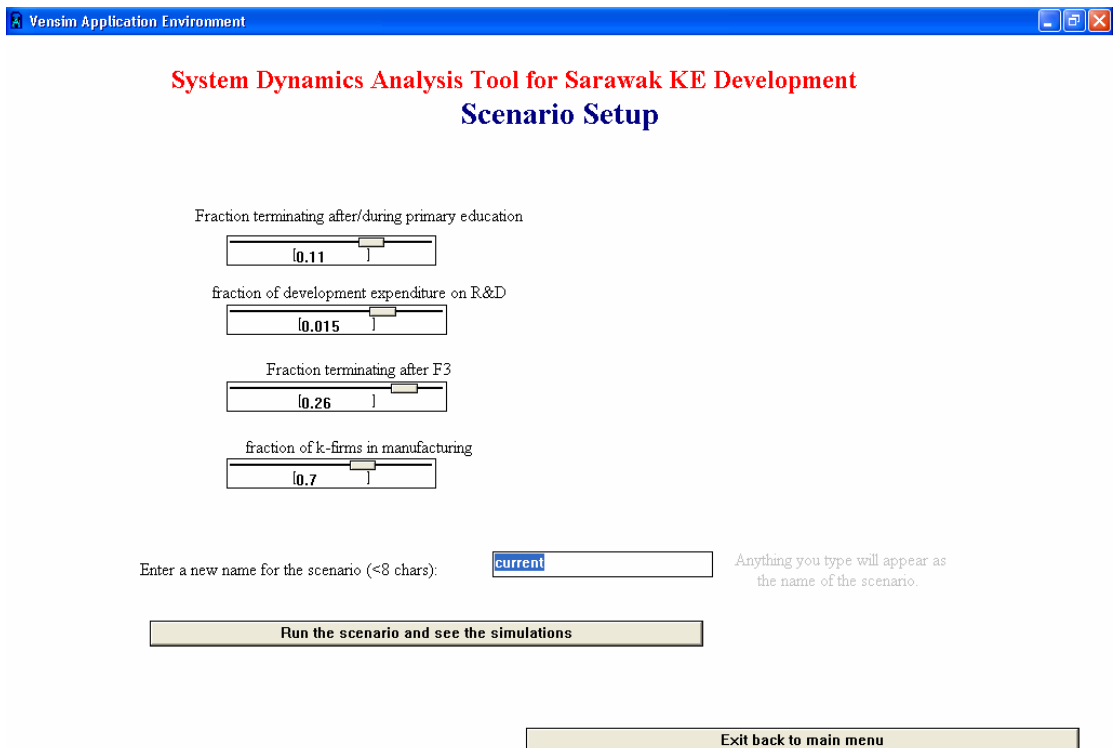 Vensim Application Environment
System Dynamics Analysis Tool for Sarawak KE Development
Scenario Setup
Fraction terminating after/during primary education
[0.11 ]
fraction of development expenditure on R&D
[0.015 ]
Fraction terminating after F3
[0.26 ]
fraction of k-firms in manufacturing
[0.7 ]
Enter a new name for the scenario (<8 chars):
current
Anything you type will appear as
the name of the scenario.
Run the scenario and see the simulations
Exit back to main menu